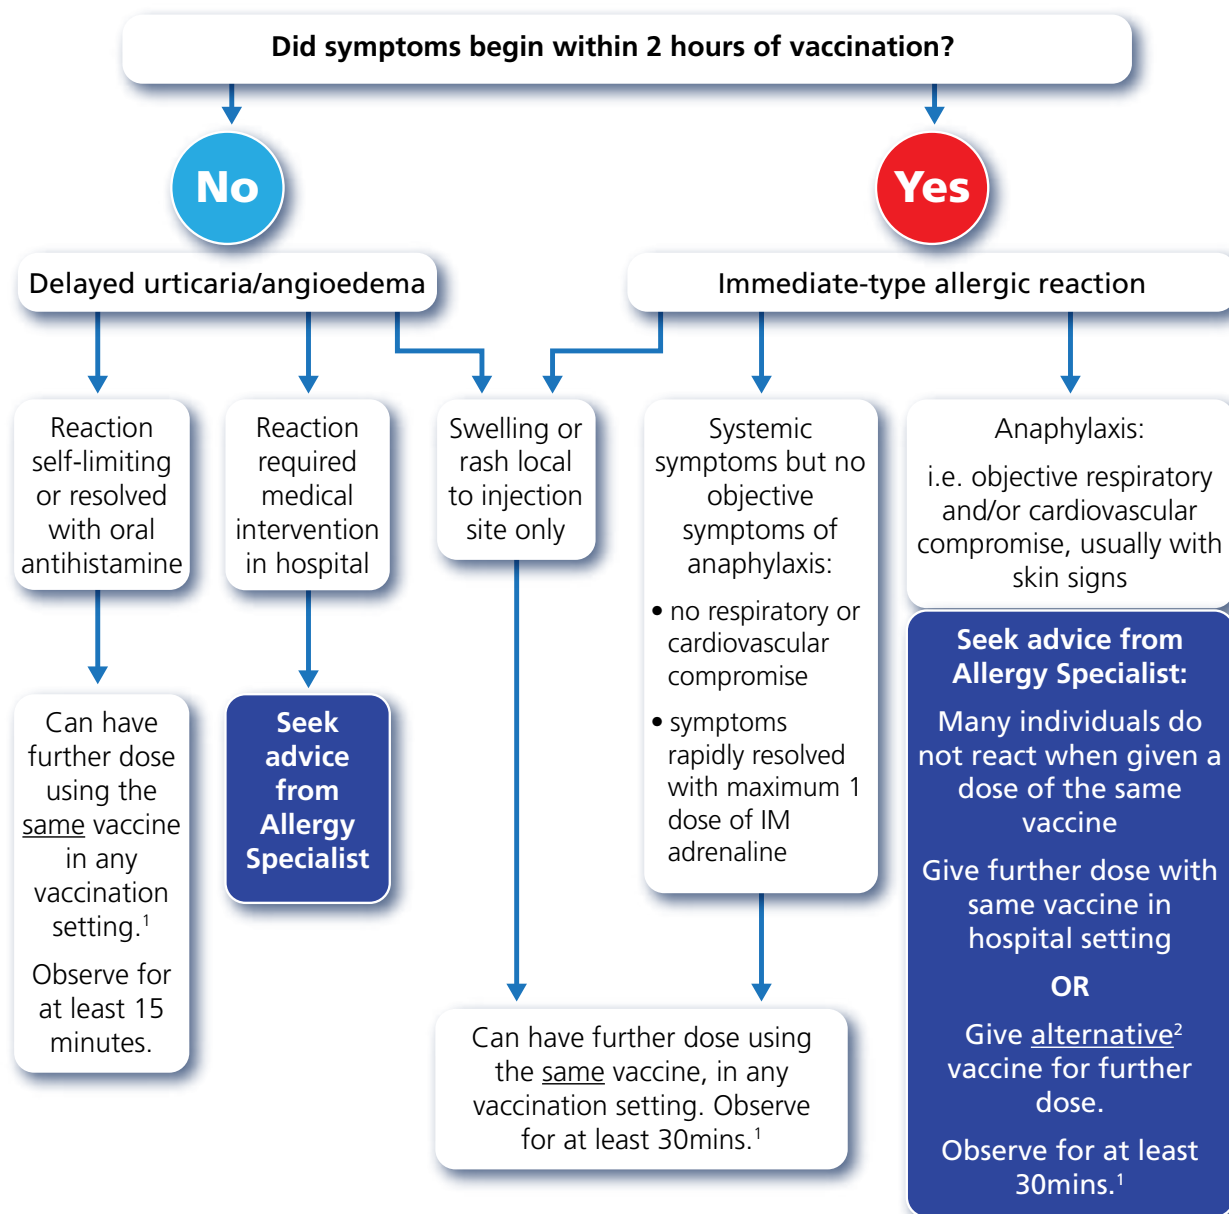 Did symptoms begin within 2 hours of vaccination?
No
Yes
Delayed urticaria/angioedema
Immediate-type allergic reaction
Reaction
self-limiting
or resolved
with oral
antihistamine
Reaction
required
medical
intervention
in hospital
Swelling or
rash local
to injection
site only
Systemic
symptoms but no
objective
symptoms of
anaphylaxis:
• no respiratory or
cardiovascular
compromise
• symptoms
rapidly resolved
with maximum 1
dose of IM
adrenaline
Anaphylaxis:
i.e. objective respiratory
and/or cardiovascular
compromise, usually with
skin signs
Can have
further dose
using the
same vaccine
in any
vaccination
setting.¹
Observe for
at least 15
minutes.
Seek
advice
from
Allergy
Specialist
Can have further dose using
the same vaccine, in any
vaccination setting. Observe
for at least 30mins.¹
Seek advice from
Allergy Specialist:
Many individuals do
not react when given a
dose of the same
vaccine
Give further dose with
same vaccine in
hospital setting
OR
Give alternative²
vaccine for further
dose.
Observe for at least
30mins.¹